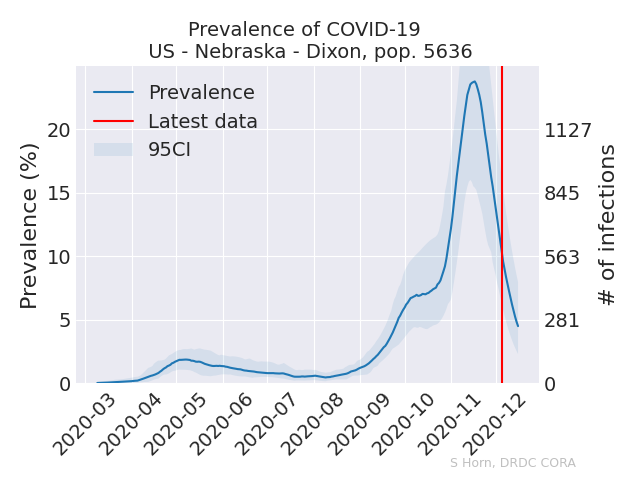 Prevalence of COVID-19
US - Nebraska - Dixon, pop. 5636
Prevalence
Latest data
95CI
Prevalence (%)
20
15
10
5
0
1127
845
563
281
0
# of infections
2020-03
2020-04
2020-05
2020-06
2020-07
2020-08
2020-09
2020-10
2020-11
2020-12
S Horn, DRDC CORA